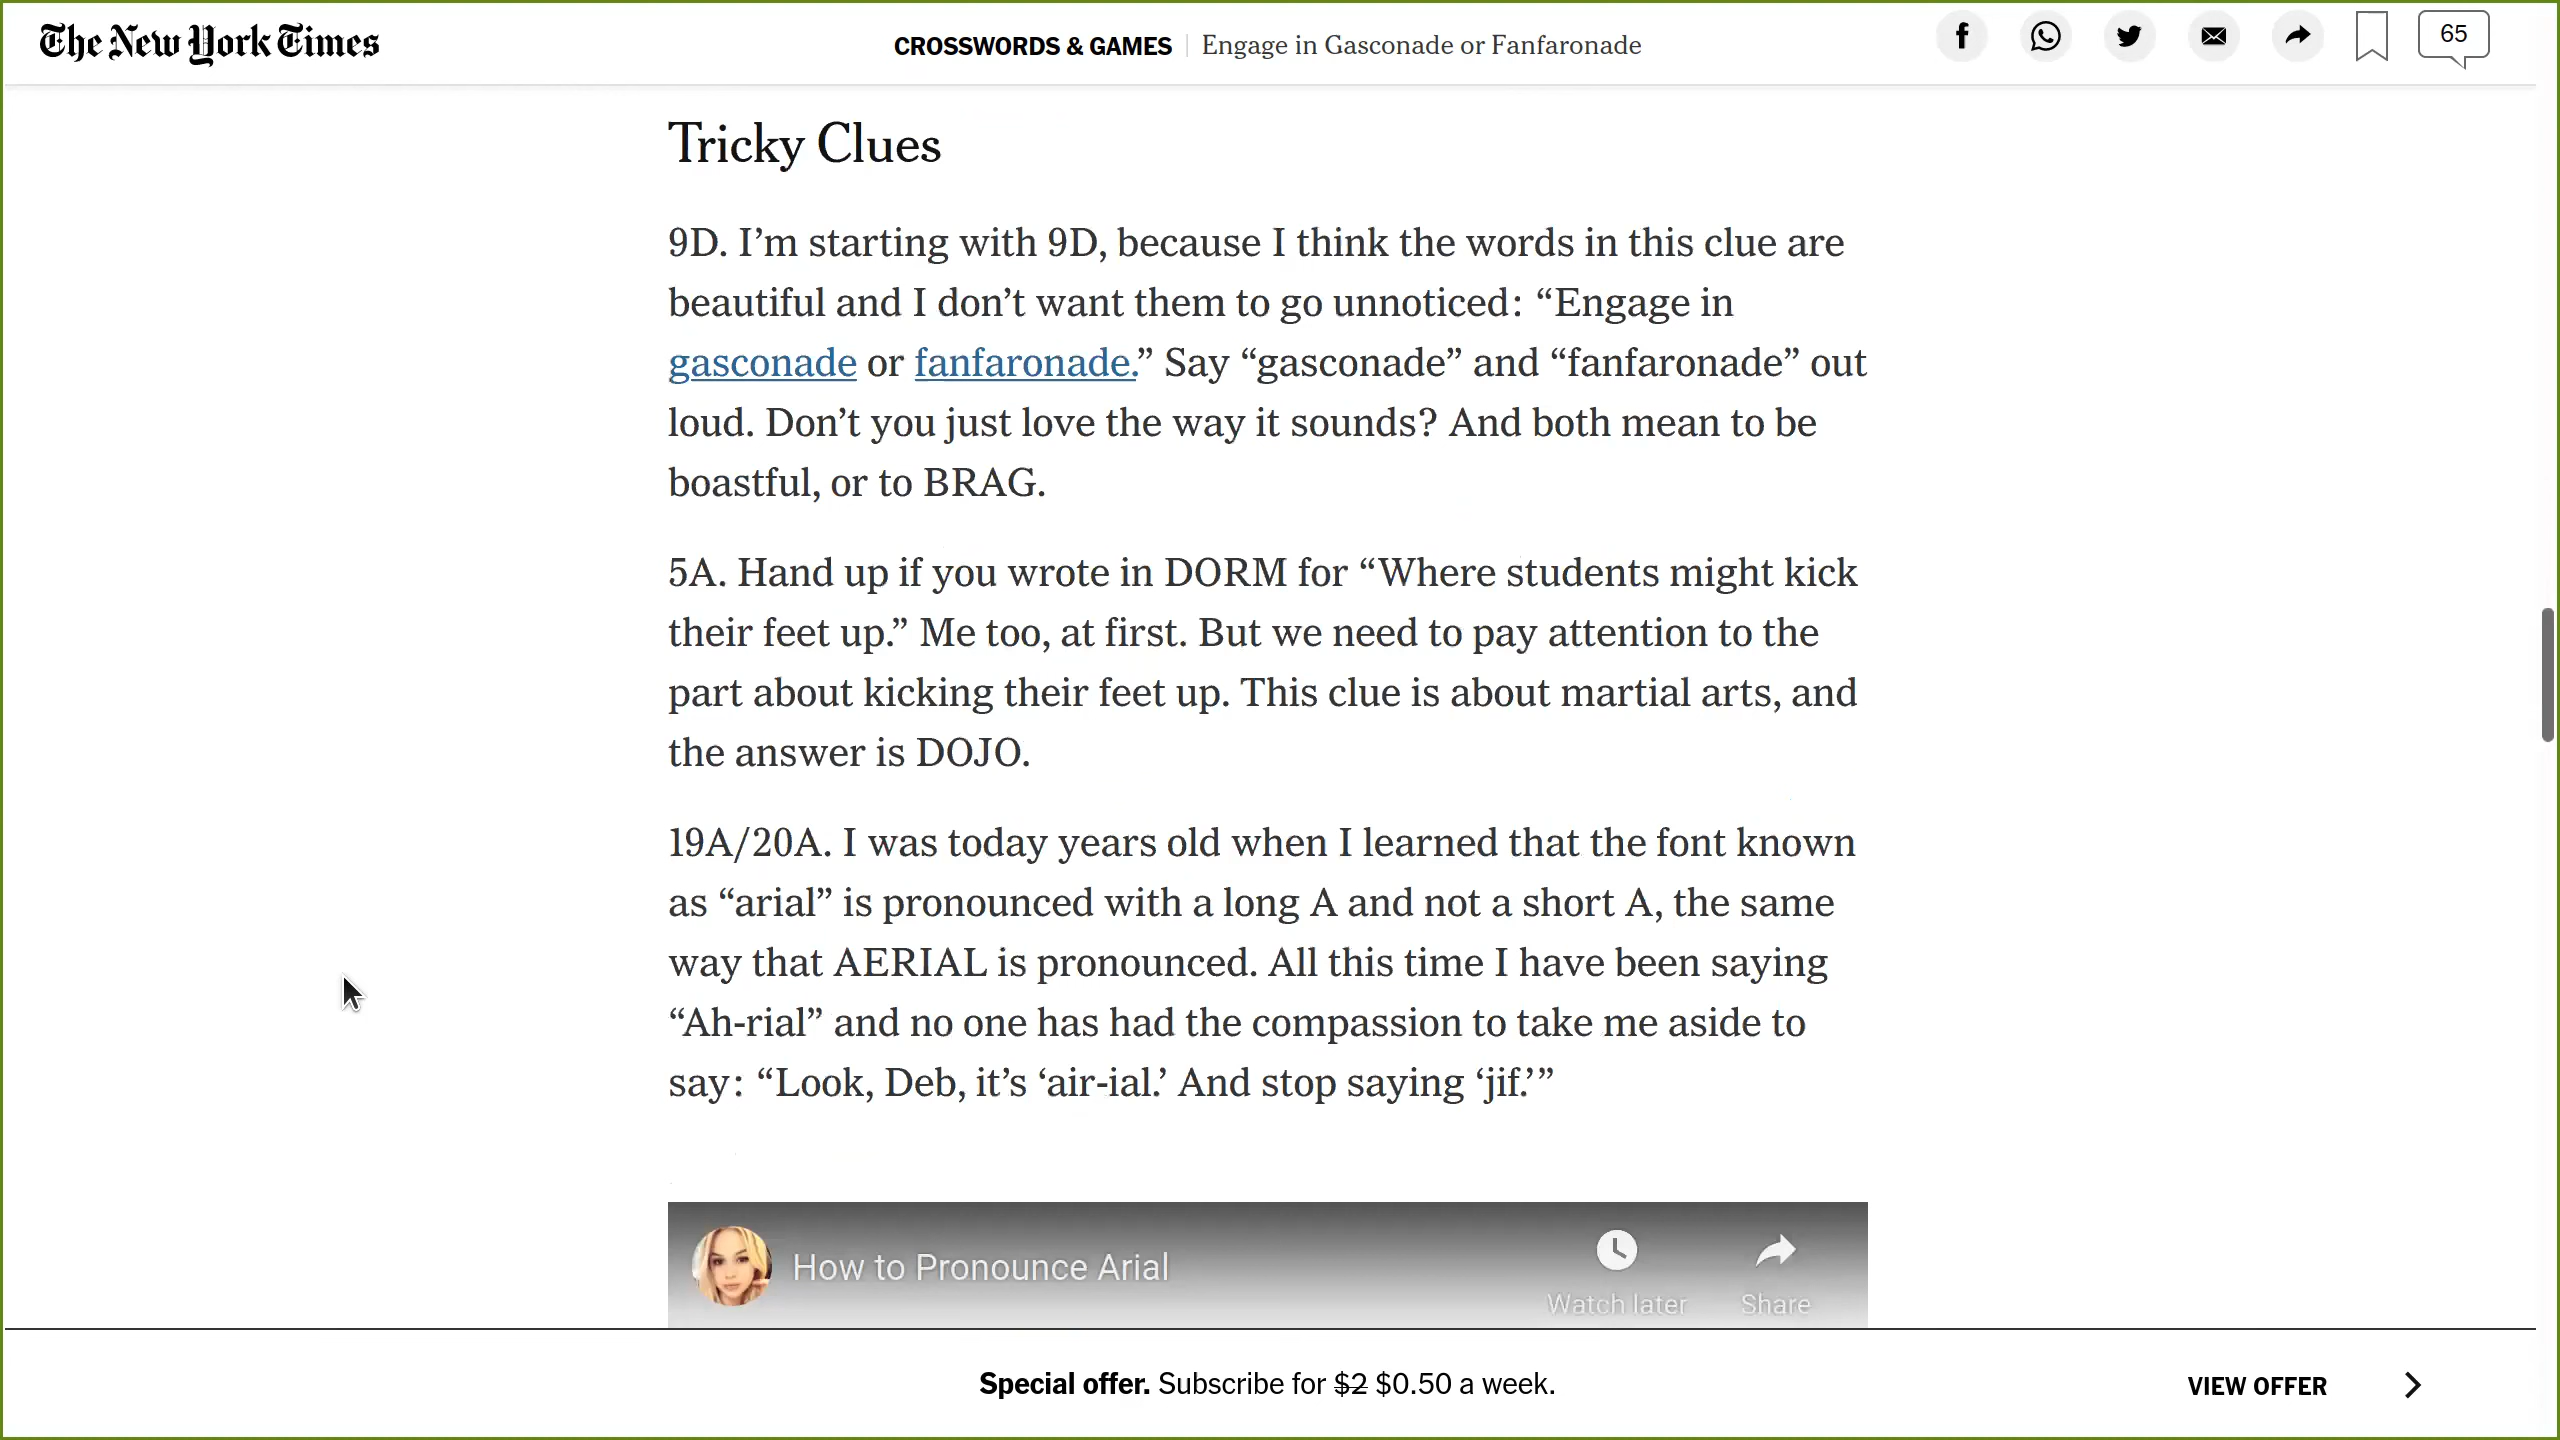 The New York Times
CROSSWORDS & GAMES | Engage in Gasconade or Fanfaronade
65
Tricky Clues
9D. I’m starting with 9D, because I think the words in this clue are
beautiful and I don’t want them to go unnoticed: “Engage in
gasconade or fanfaronade.” Say “gasconade” and “fanfaronade” out
loud. Don’t you just love the way it sounds? And both mean to be
boastful, or to BRAG.
5A. Hand up if you wrote in DORM for “Where students might kick
their feet up.” Me too, at first. But we need to pay attention to the
part about kicking their feet up. This clue is about martial arts, and
the answer is DOJO.
19A/20A. I was today years old when I learned that the font known
as “arial” is pronounced with a long A and not a short A, the same
way that AERIAL is pronounced. All this time I have been saying
“Ah-rial” and no one has had the compassion to take me aside to
say: “Look, Deb, it’s ‘air-ial.’ And stop saying ‘jif.’”
How to Pronounce Arial
Watch later
Share
Special offer. Subscribe for $2 $0.50 a week.
VIEW OFFER